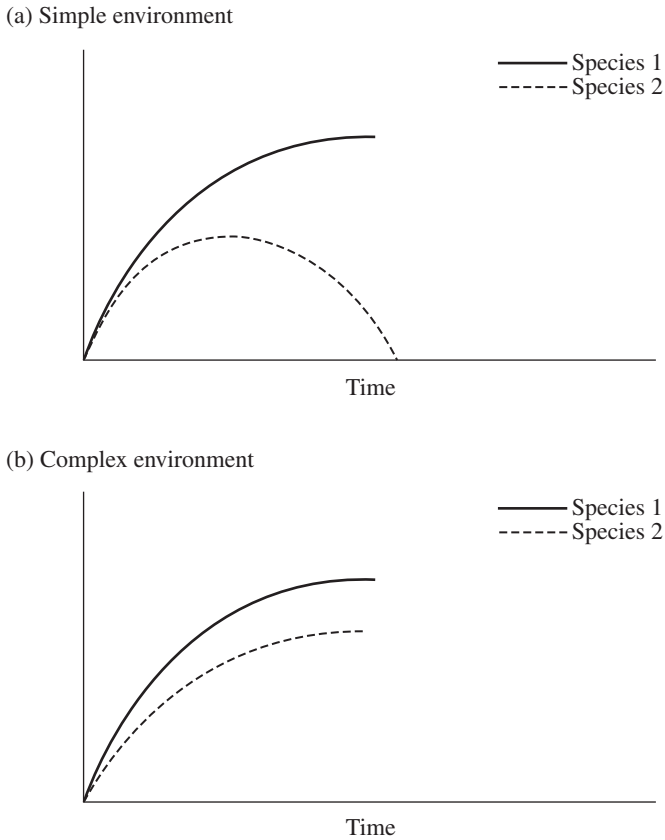 (a) Simple environment
Species 1
Species 2
Time
(b) Complex environment
Species 1
Species 2
Time